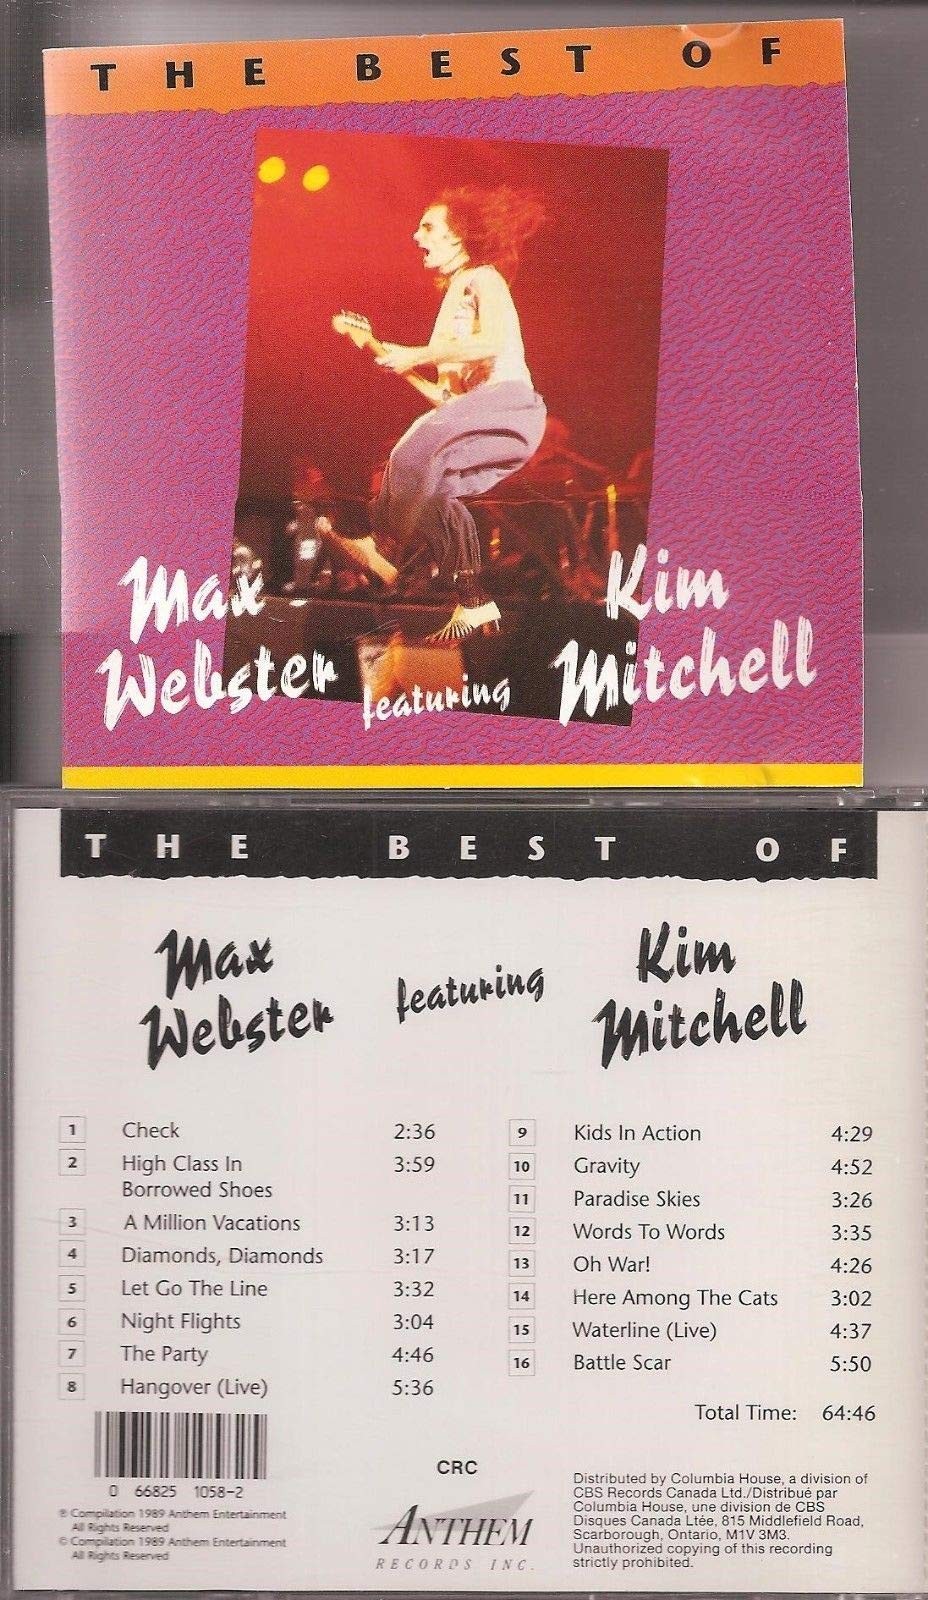 THE BEST OF
Max Webster featuring Kim Mitchell
THE BEST OF
Max Webster featuring Kim Mitchell
1 Check 2:36
2 High Class In 3:59
Borrowed Shoes
3 A Million Vacations 3:13
4 Diamonds, Diamonds 3:17
5 Let Go The Line 3:32
6 Night Flights 3:04
7 The Party 4:46
8 Hangover (Live) 5:36
9 Kids In Action 4:29
10 Gravity 4:52
11 Paradise Skies 3:26
12 Words To Words 3:35
13 Oh War! 4:26
14 Here Among The Cats 3:02
15 Waterline (Live) 4:37
16 Battle Scar 5:50
Total Time: 64:46
0 66825 1058-2
℗ Compilation 1989 Anthem Entertainment
All Rights Reserved
© Compilation 1989 Anthem Entertainment
All Rights Reserved
CRC
ANTHEM
RECORDS INC.
Distributed by Columbia House, a division of
CBS Records Canada Ltd./Distribué par
Columbia House, une division de CBS
Disques Canada Ltée, 815 Middlefield Road,
Scarborough, Ontario, M1V 3M3.
Unauthorized copying of this recording
strictly prohibited.